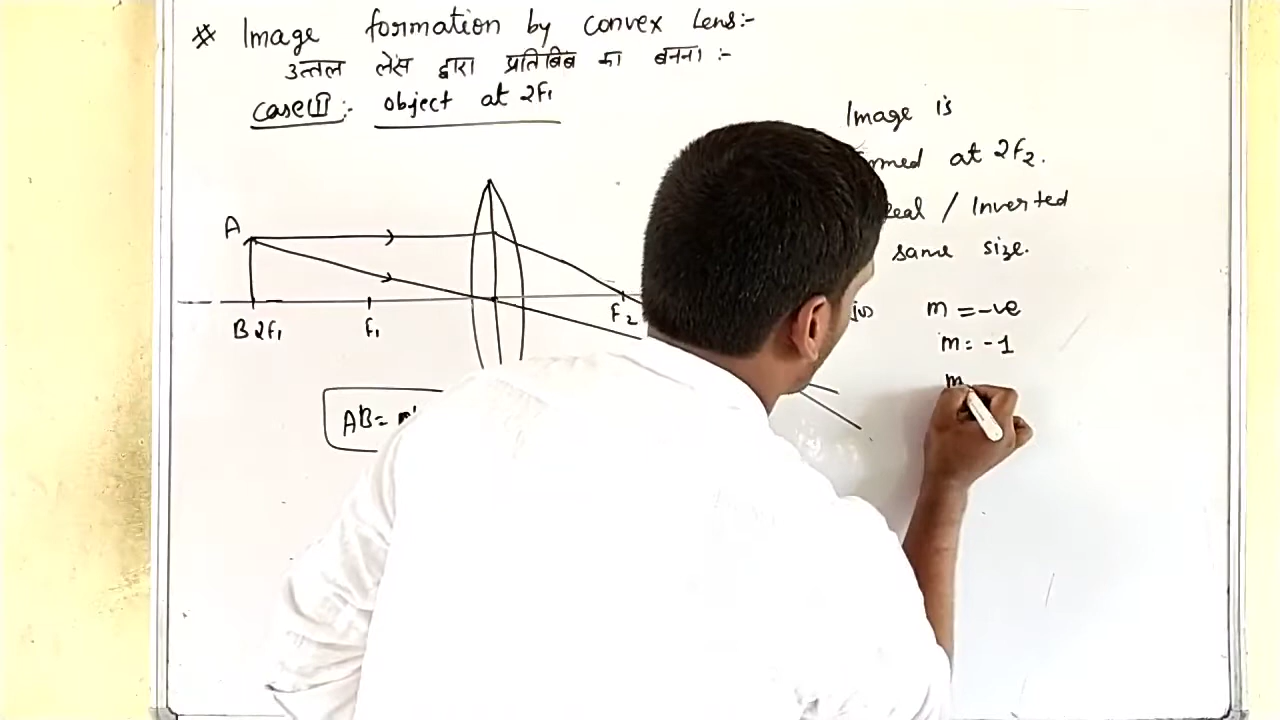 * Image formation by convex Lens:-
उत्तल लेंस द्वारा प्रतिबिंब का बनना :-
Case II :- object at 2F₁
Image is
at 2F₂.
/ Inverted
same size.
m = -ve
m = -1
m
A
B 2F₁
F₁
F₂
AB =